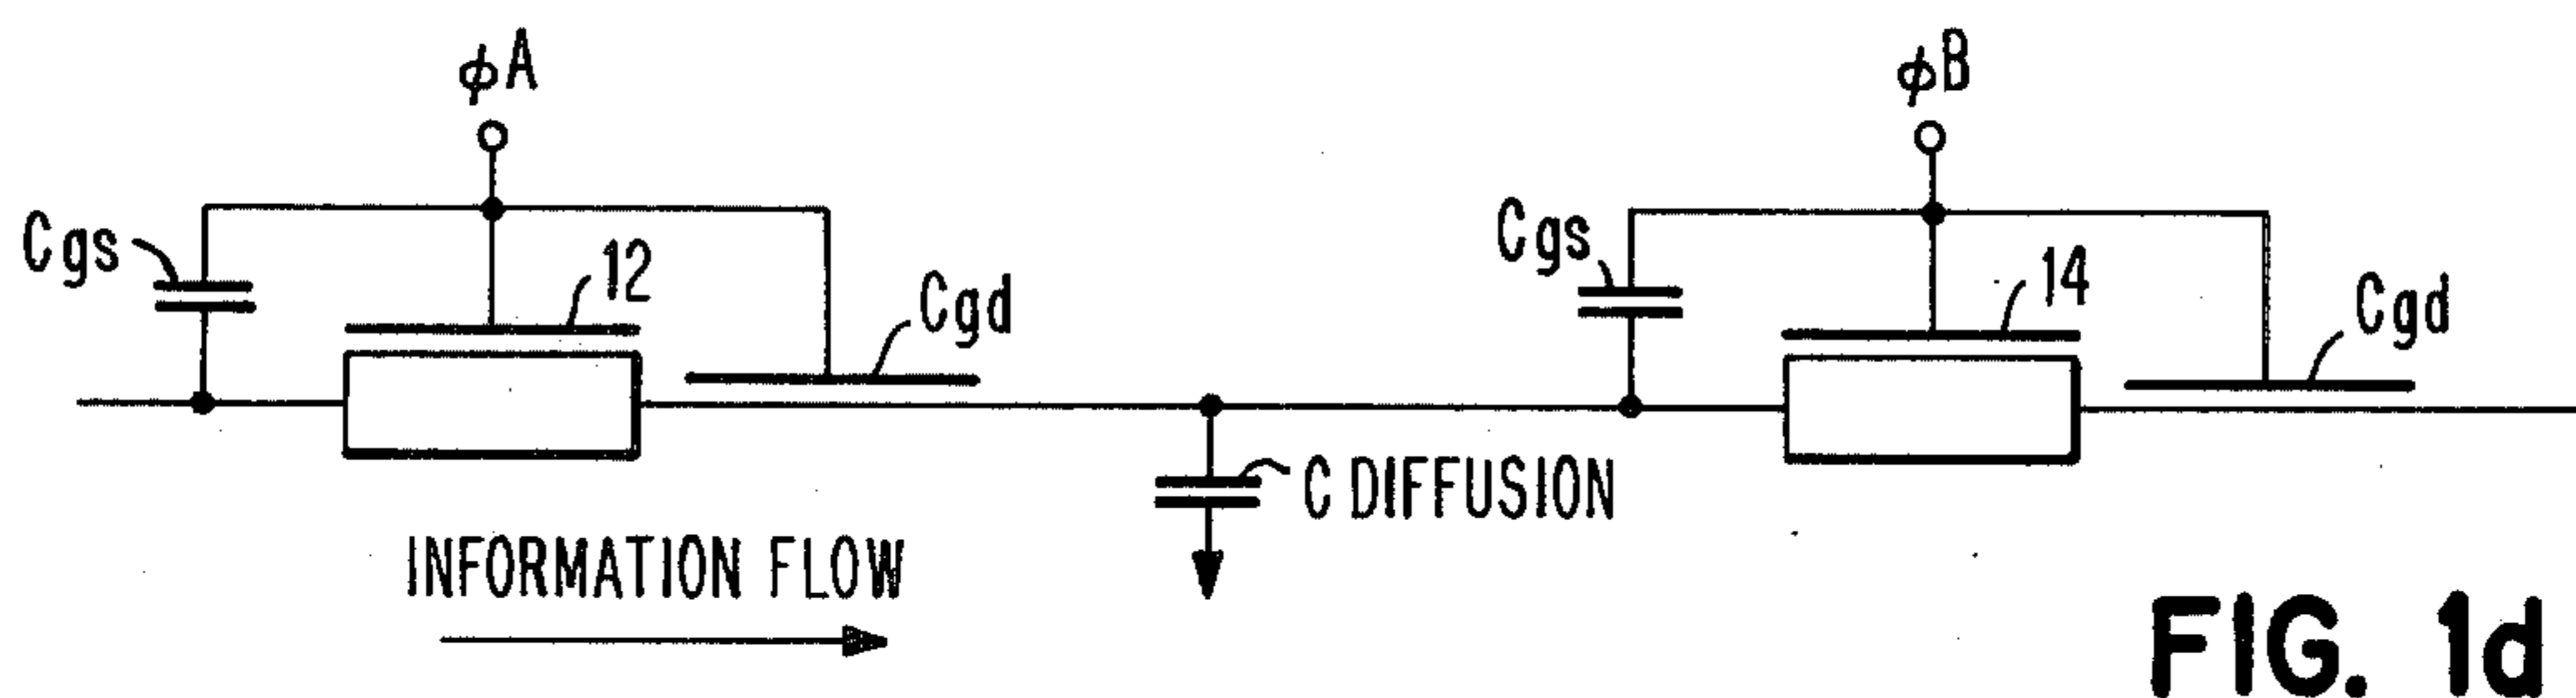 ϕA
ϕB
Cgs
12
Cgd
Cgs
14
Cgd
C DIFFUSION
INFORMATION FLOW
FIG. 1d